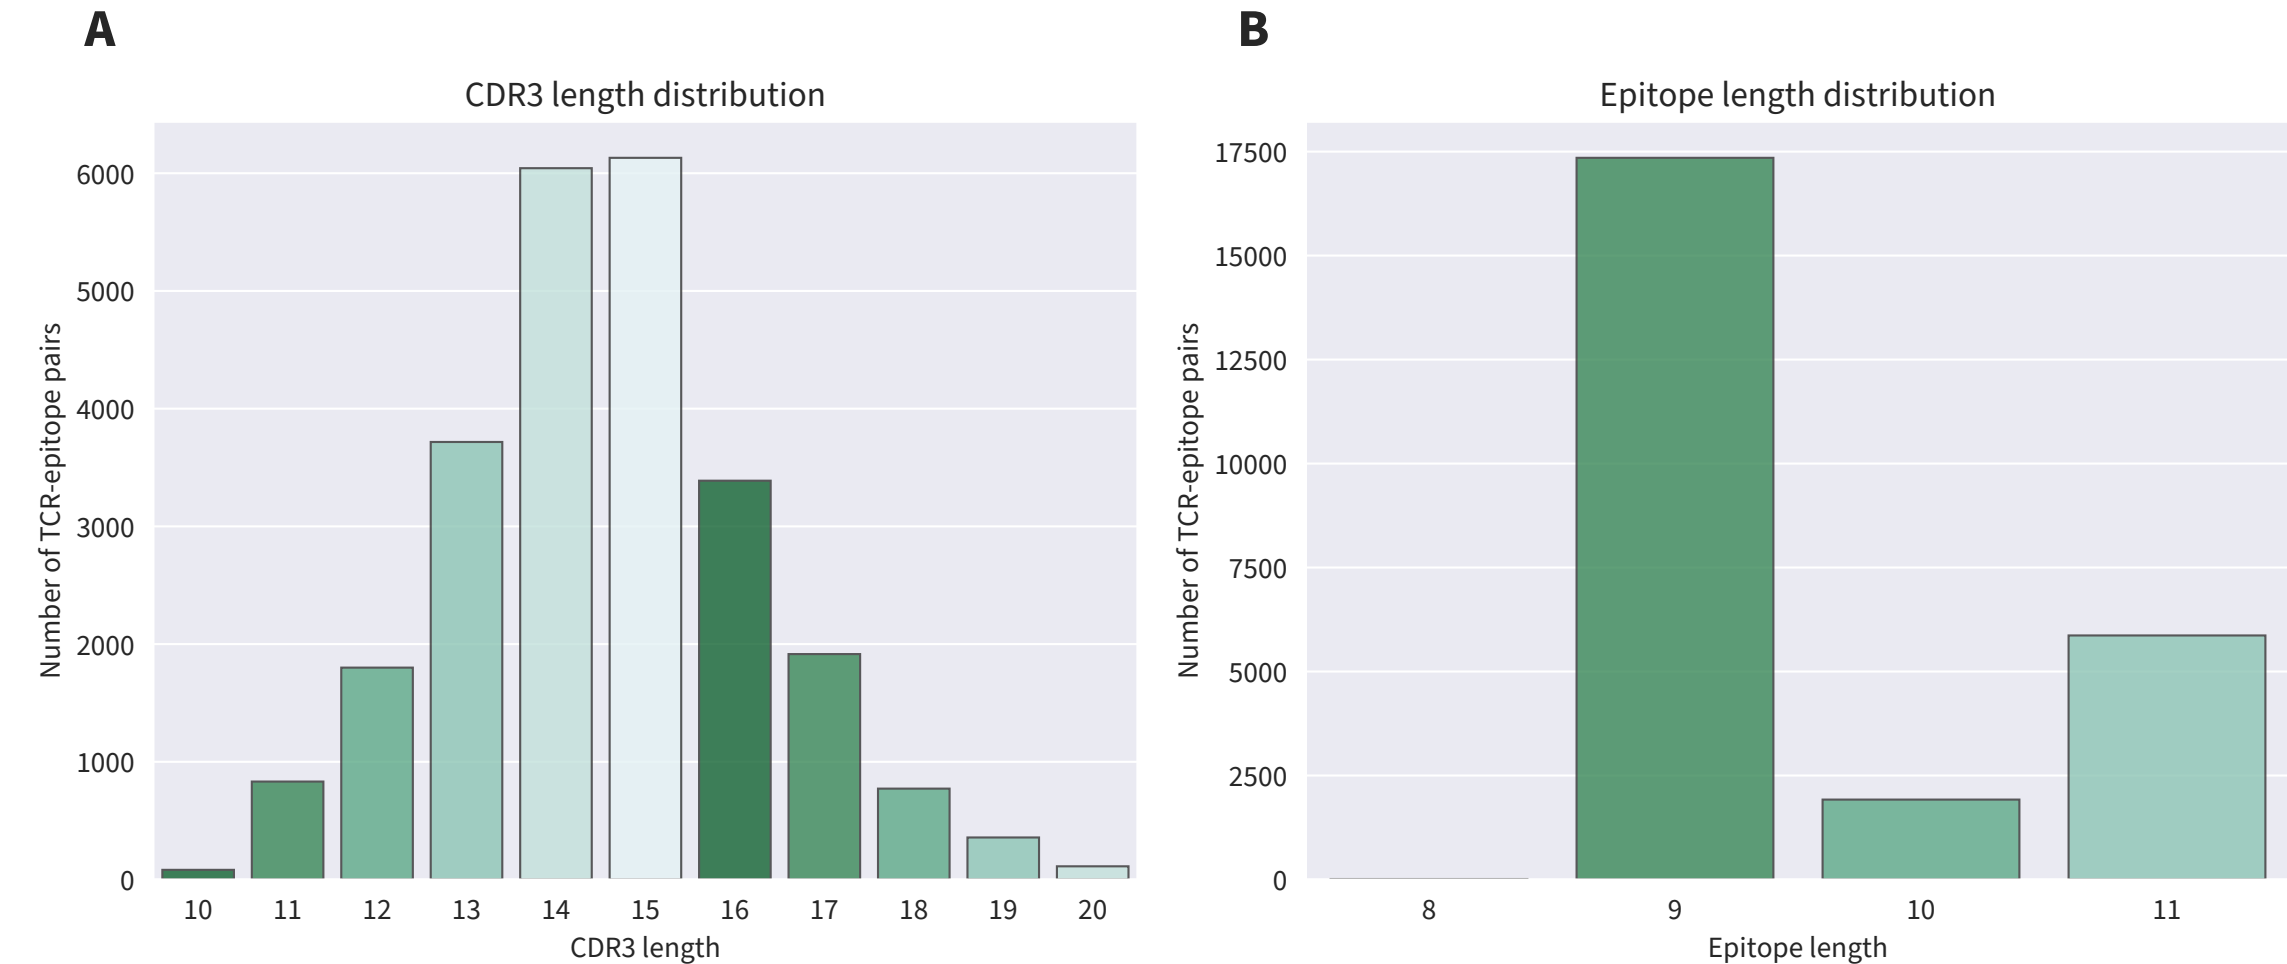 A
CDR3 length distribution
Number of TCR-epitope pairs
6000
5000
4000
3000
2000
1000
0
10 11 12 13 14 15 16 17 18 19 20
CDR3 length
B
Epitope length distribution
Number of TCR-epitope pairs
17500
15000
12500
10000
7500
5000
2500
0
8 9 10 11
Epitope length